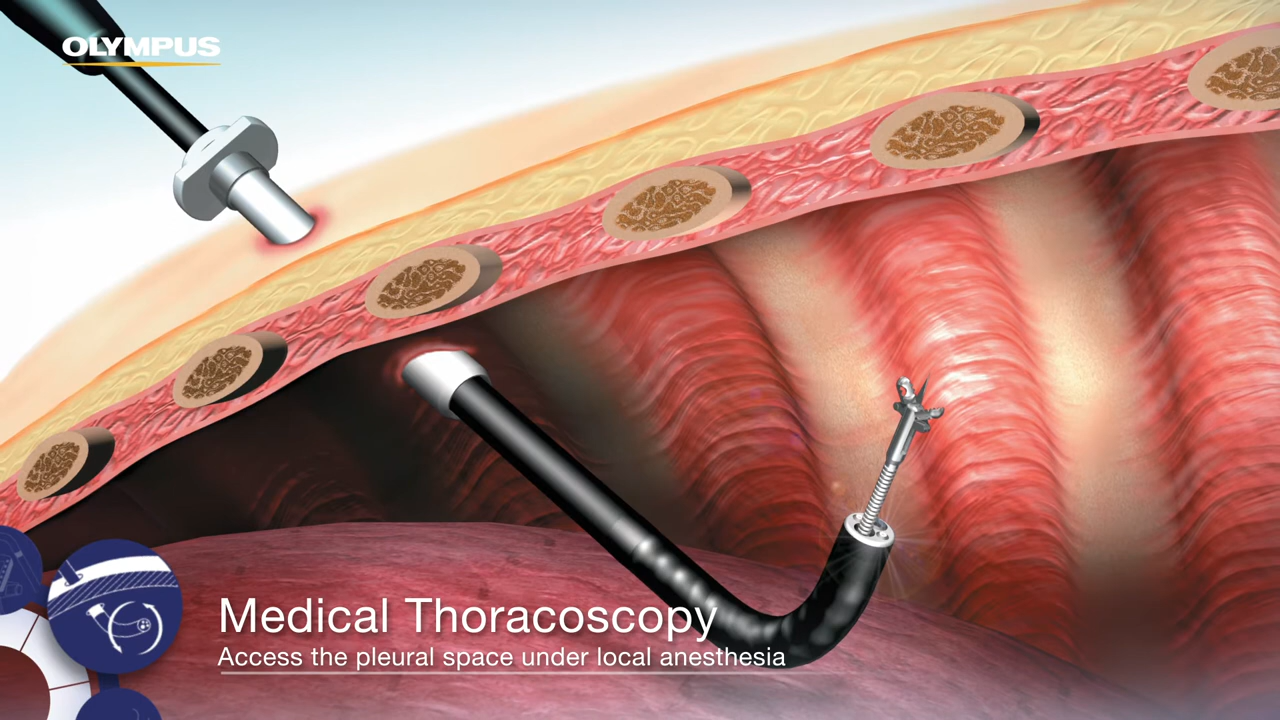 OLYMPUS
Medical Thoracoscopy
Access the pleural space under local anesthesia